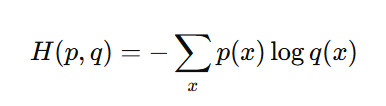 H(p, q) = − ∑ₓ p(x) log q(x)